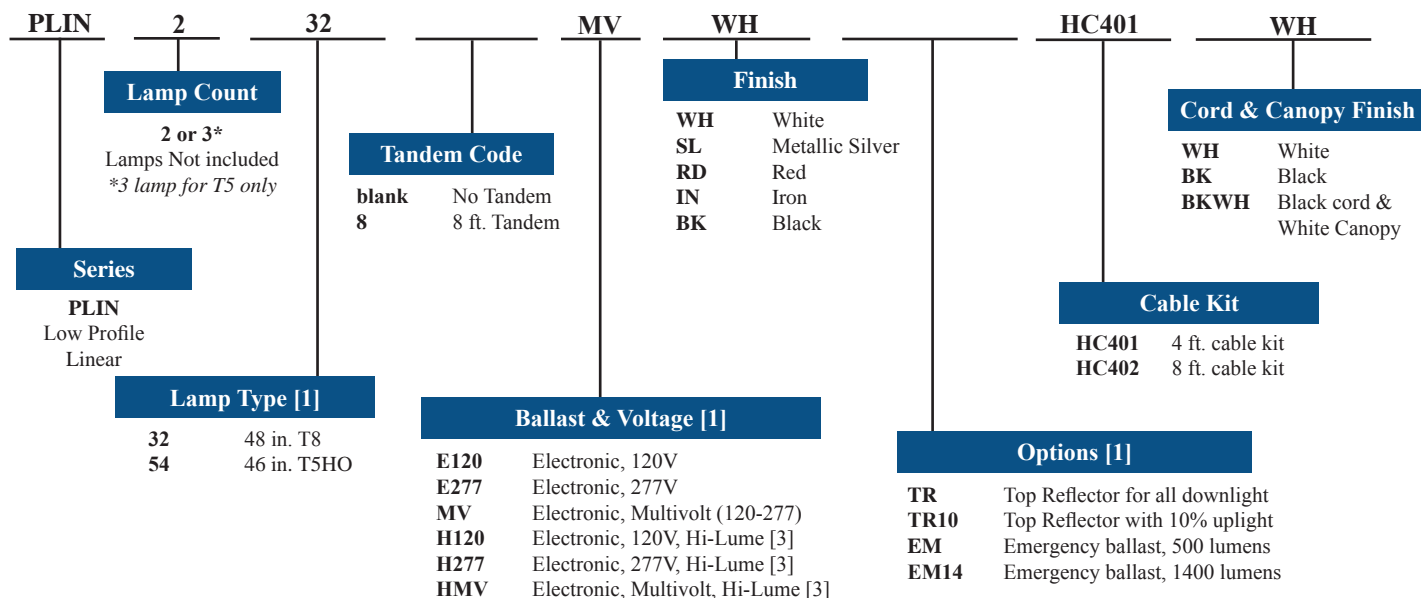 PLIN 2 32 MV WH HC401 WH
Lamp Count
2 or 3*
Lamps Not included
*3 lamp for T5 only
Series
PLIN
Low Profile
Linear
Lamp Type [1]
32 48 in. T8
54 46 in. T5HO
Tandem Code
blank No Tandem
8 8 ft. Tandem
Ballast & Voltage [1]
E120 Electronic, 120V
E277 Electronic, 277V
MV Electronic, Multivolt (120-277)
H120 Electronic, 120V, Hi-Lume [3]
H277 Electronic, 277V, Hi-Lume [3]
HMV Electronic, Multivolt, Hi-Lume [3]
Finish
WH White
SL Metallic Silver
RD Red
IN Iron
BK Black
Options [1]
TR Top Reflector for all downlight
TR10 Top Reflector with 10% uplight
EM Emergency ballast, 500 lumens
EM14 Emergency ballast, 1400 lumens
Cable Kit
HC401 4 ft. cable kit
HC402 8 ft. cable kit
Cord & Canopy Finish
WH White
BK Black
BKWH Black cord &
White Canopy